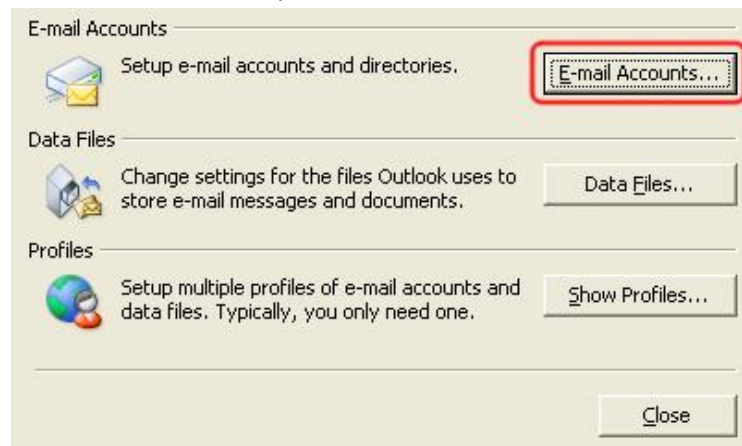 E-mail Accounts
Setup e-mail accounts and directories.
E-mail Accounts...
Data Files
Change settings for the files Outlook uses to
store e-mail messages and documents.
Data Files...
Profiles
Setup multiple profiles of e-mail accounts and
data files. Typically, you only need one.
Show Profiles...
Close